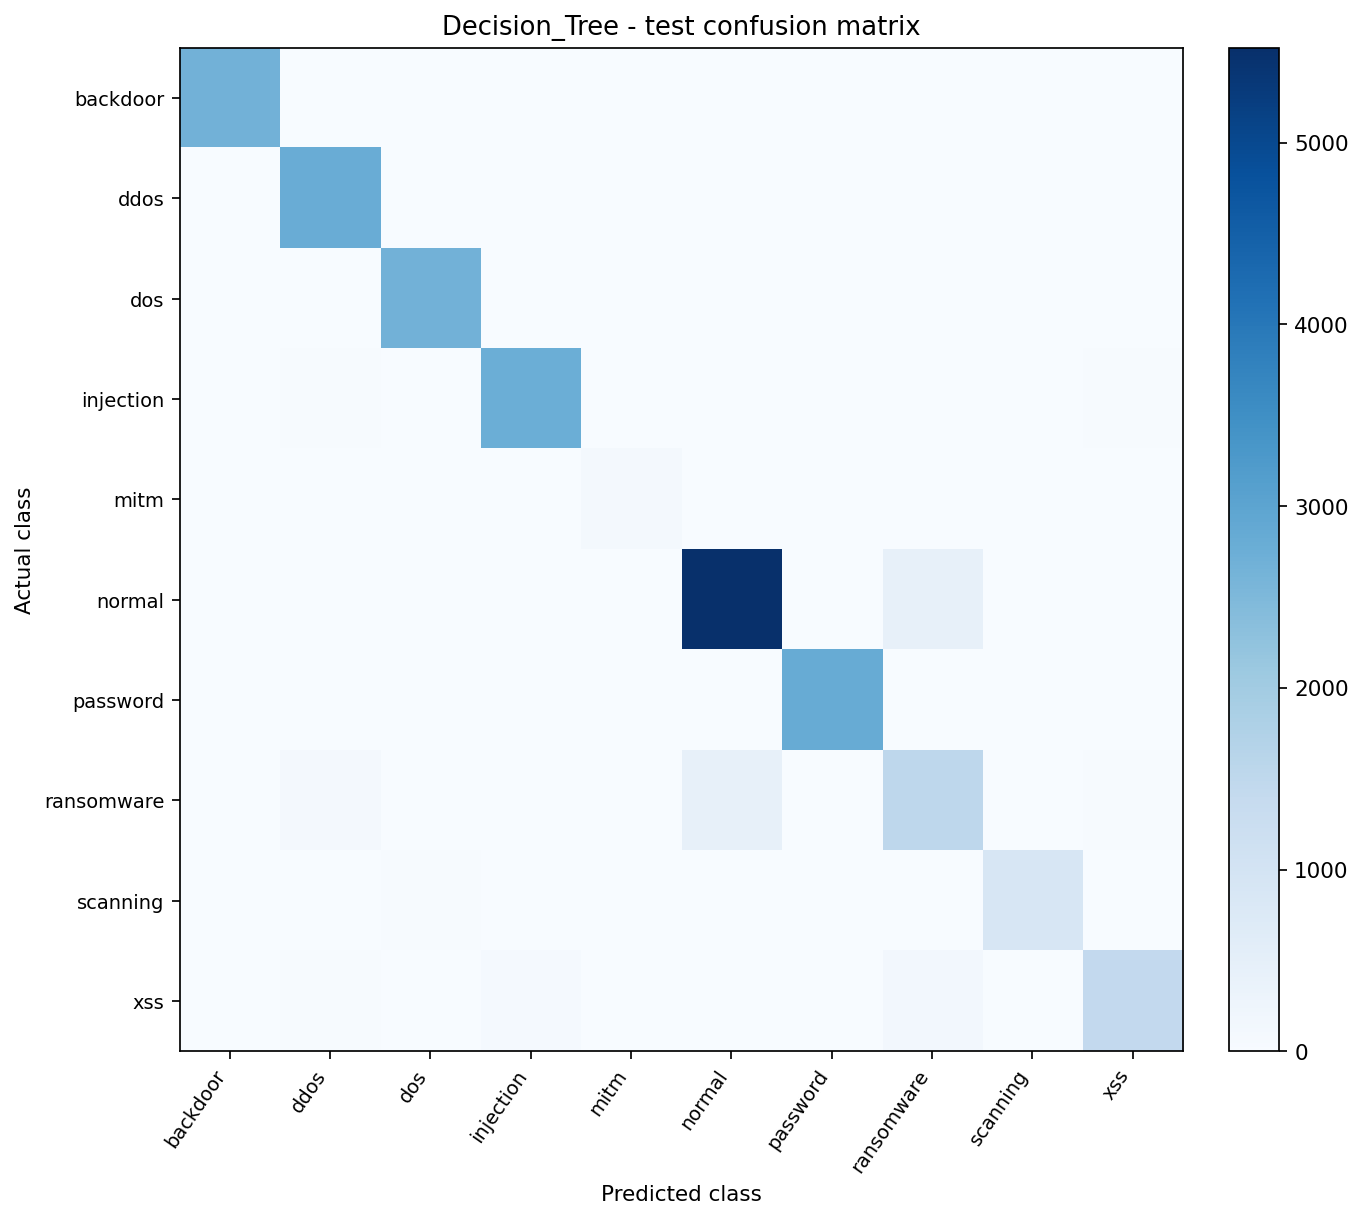 Decision_Tree - test confusion matrix
backdoor
ddos
dos
injection
mitm
normal
password
ransomware
scanning
xss
Actual class
backdoor
ddos
dos
injection
mitm
normal
password
ransomware
scanning
xss
Predicted class
5000
4000
3000
2000
1000
0